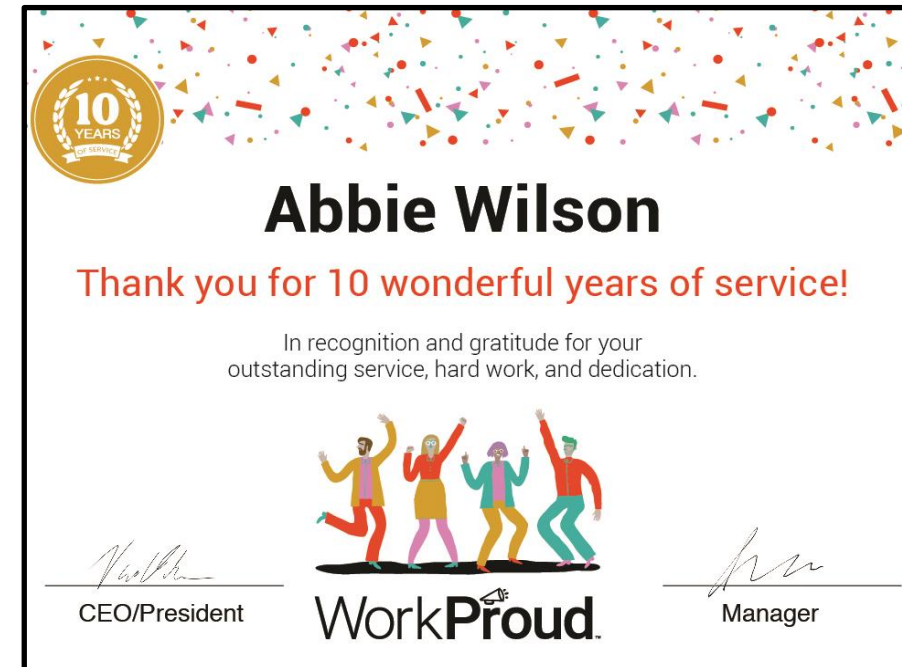 10
YEARS
OF SERVICE
Abbie Wilson
Thank you for 10 wonderful years of service!
In recognition and gratitude for your
outstanding service, hard work, and dedication.
CEO/President
WorkProud
Manager